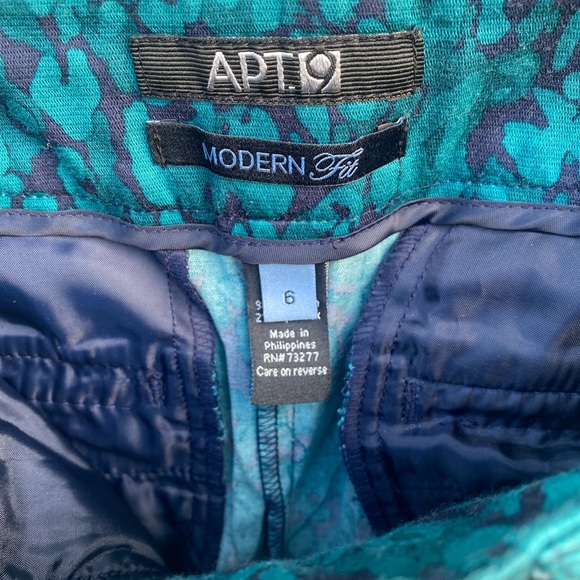 APT.9
MODERN Fit
6
Made in
Philippines
RN#73277
Care on reverse